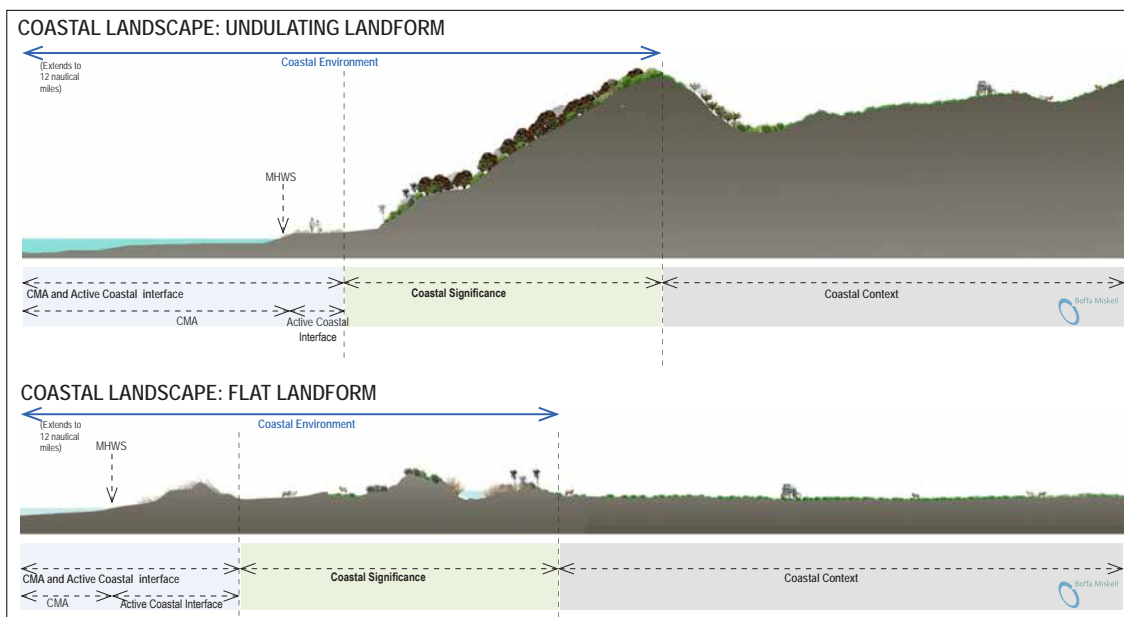 COASTAL LANDSCAPE: UNDULATING LANDFORM
Coastal Environment
(Extends to
12 nautical
miles)
MHWS
CMA and Active Coastal interface
Coastal Significance
Coastal Context
CMA
Active Coastal
Interface
Boffa Miskell
COASTAL LANDSCAPE: FLAT LANDFORM
Coastal Environment
(Extends to
12 nautical
miles)
MHWS
CMA and Active Coastal interface
Coastal Significance
Coastal Context
CMA
Active Coastal Interface
Boffa Miskell